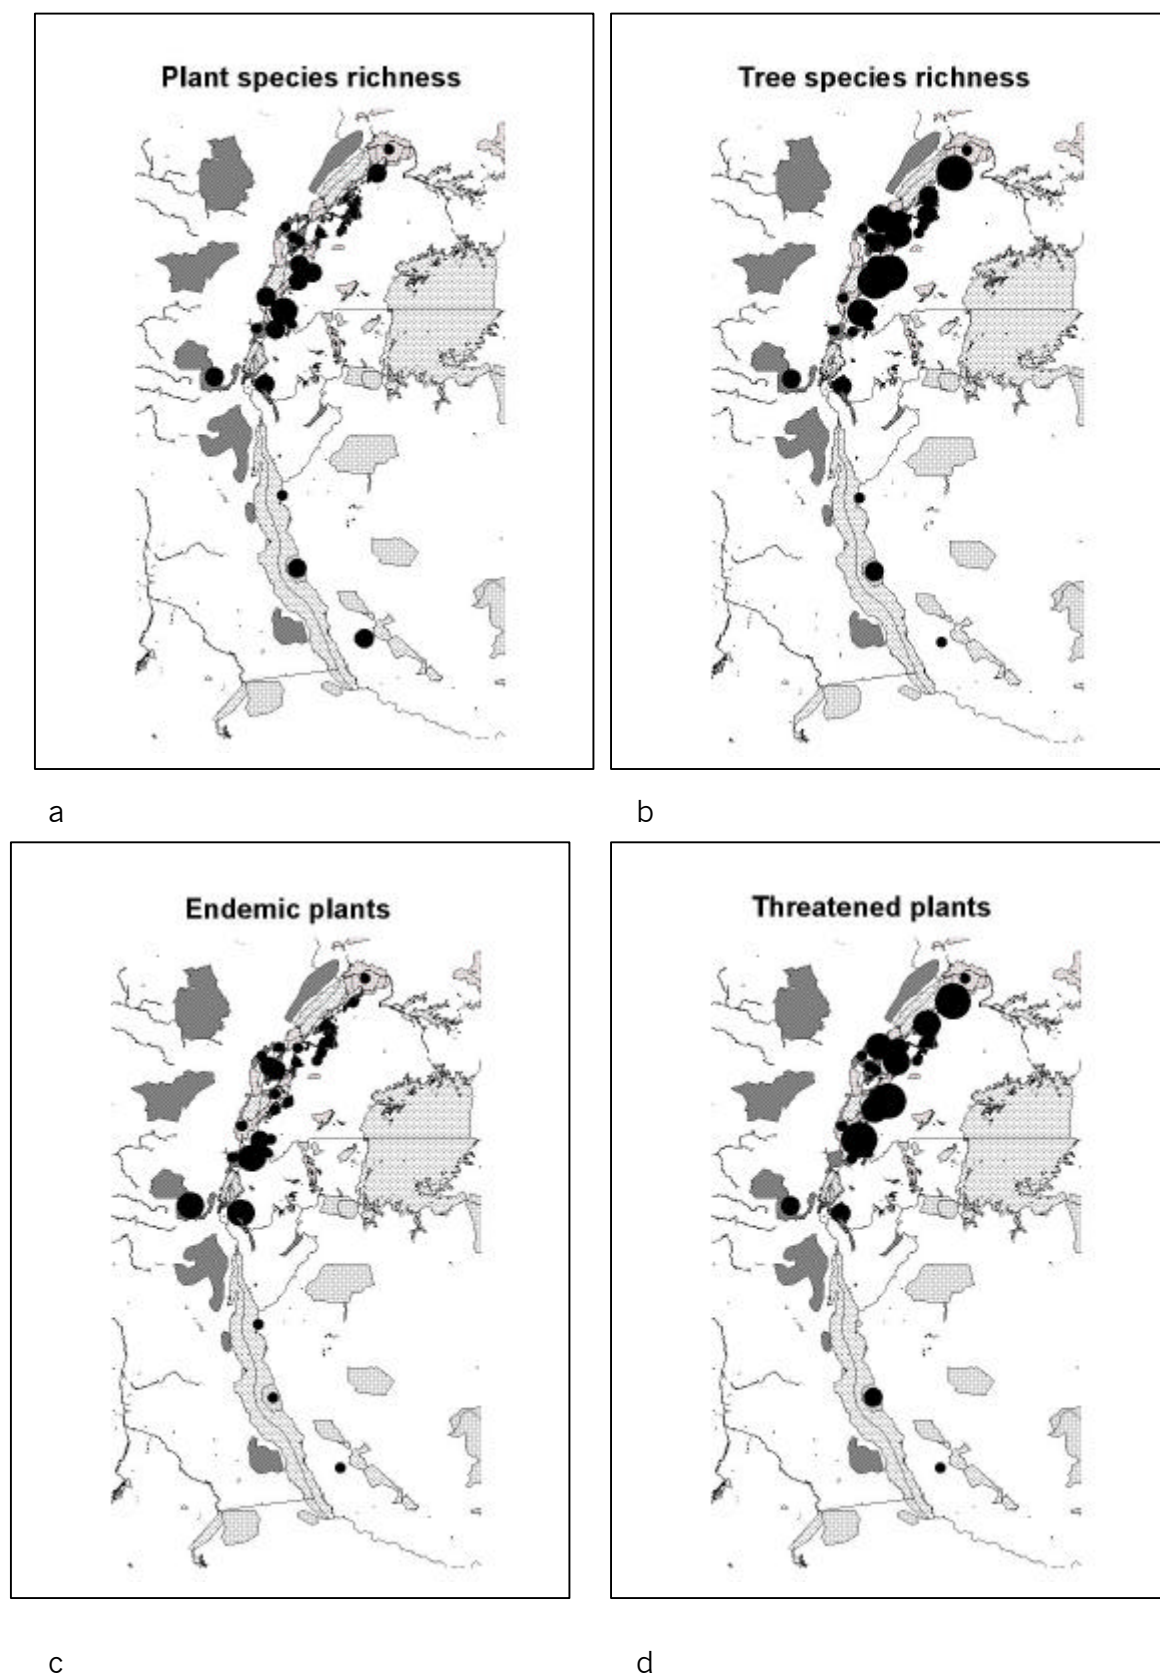 Plant species richness
Tree species richness
a
b
Endemic plants
Threatened plants
c
d